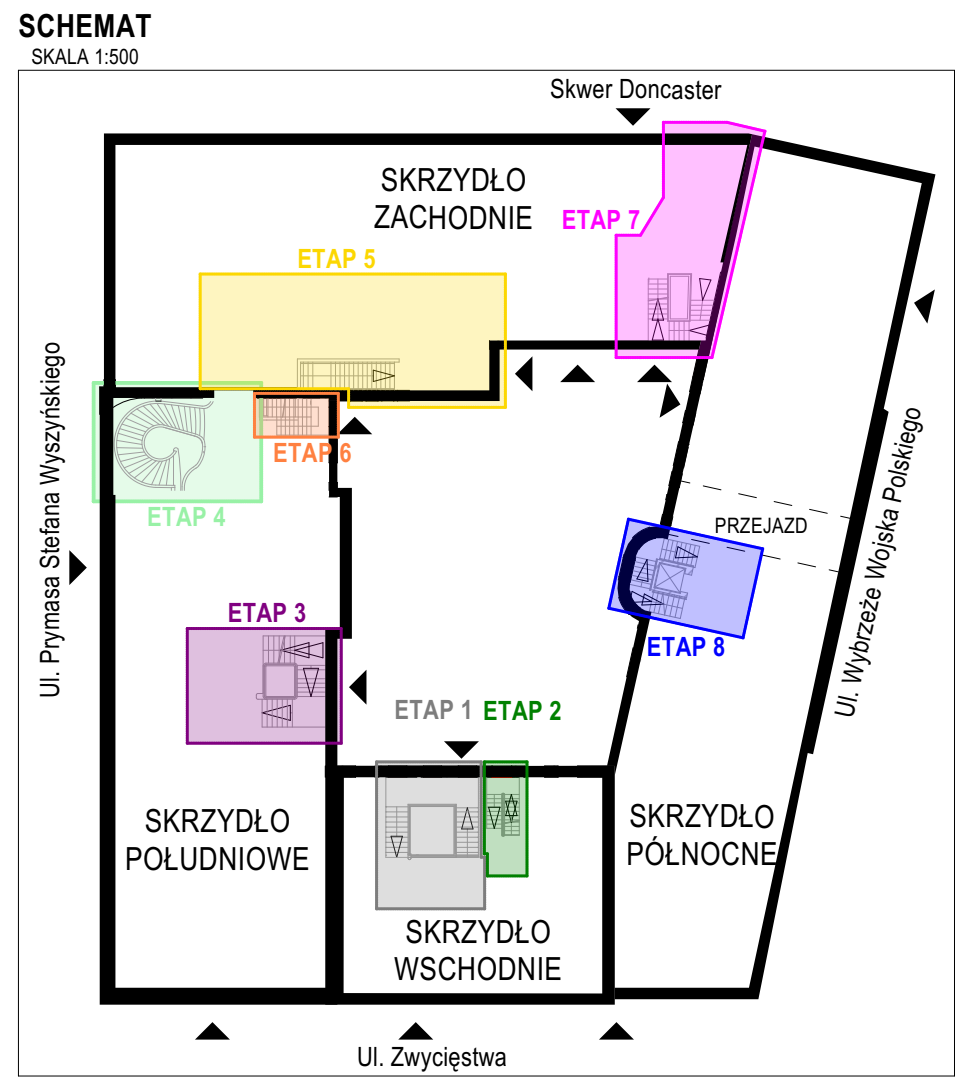 SCHEMAT
SKALA 1:500
Skwer Doncaster
SKRZYDŁO
ZACHODNIE
ETAP 7
ETAP 5
Ul. Prymasa Stefana Wyszyńskiego
ETAP 6
ETAP 4
PRZEJAZD
Ul. Wybrzeże Wojska Polskiego
ETAP 3
ETAP 8
ETAP 1
ETAP 2
SKRZYDŁO
POŁUDNIOWE
SKRZYDŁO
PÓŁNOCNE
SKRZYDŁO
WSCHODNIE
Ul. Zwycięstwa